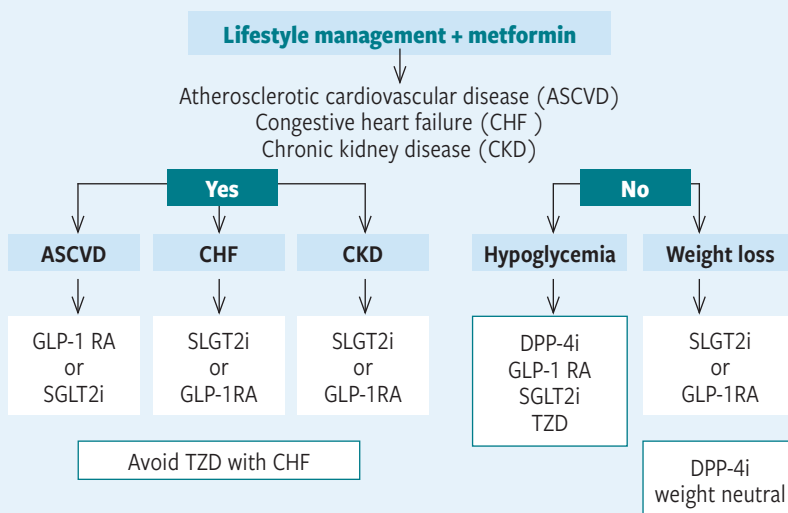 Lifestyle management + metformin
Atherosclerotic cardiovascular disease (ASCVD)
Congestive heart failure (CHF )
Chronic kidney disease (CKD)
Yes
No
ASCVD
CHF
CKD
Hypoglycemia
Weight loss
GLP-1 RA
or
SGLT2i
SLGT2i
or
GLP-1RA
SLGT2i
or
GLP-1RA
DPP-4i
GLP-1 RA
SGLT2i
TZD
SLGT2i
or
GLP-1RA
Avoid TZD with CHF
DPP-4i
weight neutral